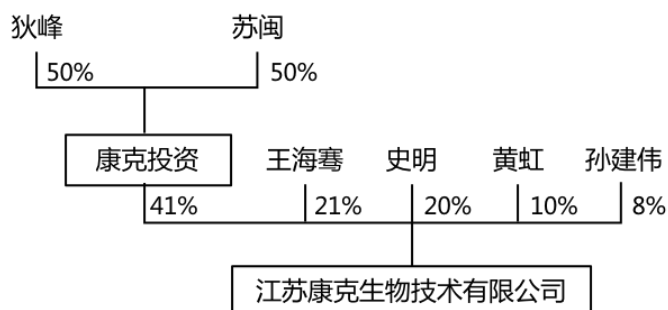 狄峰 苏闽
50% 50%
康克投资 王海骞 史明 黄虹 孙建伟
41% 21% 20% 10% 8%
江苏康克生物技术有限公司